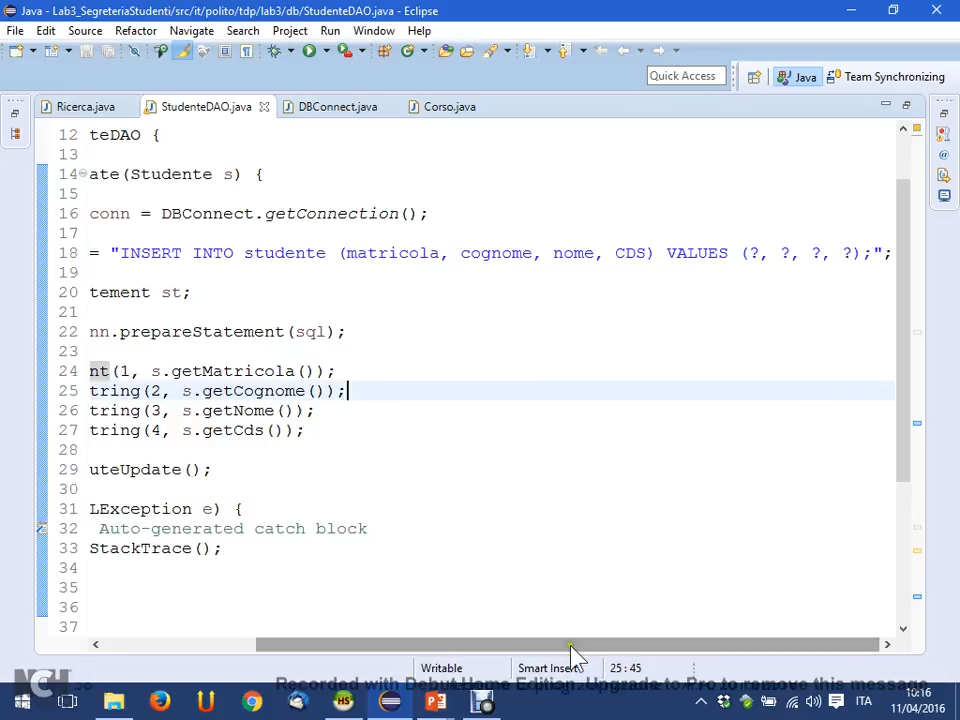 Java - Lab3_SegreteriaStudenti/src/it/polito/tdp/lab3/db/StudenteDAO.java - Eclipse
File Edit Source Refactor Navigate Search Project Run Window Help
Quick Access Java Team Synchronizing
Ricerca.java StudenteDAO.java DBConnect.java Corso.java
12 teDAO {
13
14 ate(Studente s) {
15
16 conn = DBConnect.getConnection();
17
18 = "INSERT INTO studente (matricola, cognome, nome, CDS) VALUES (?, ?, ?, ?);";
19
20 tement st;
21
22 nn.prepareStatement(sql);
23
24 nt(1, s.getMatricola());
25 tring(2, s.getCognome());
26 tring(3, s.getNome());
27 tring(4, s.getCds());
28
29 uteUpdate();
30
31 LException e) {
32 Auto-generated catch block
33 StackTrace();
34
35
36
37
Writable Smart Insert 25 : 45
NCH
Recorded with Debut Home Edition. Upgrade to Pro to remove this message
ITA
10:16
11/04/2016